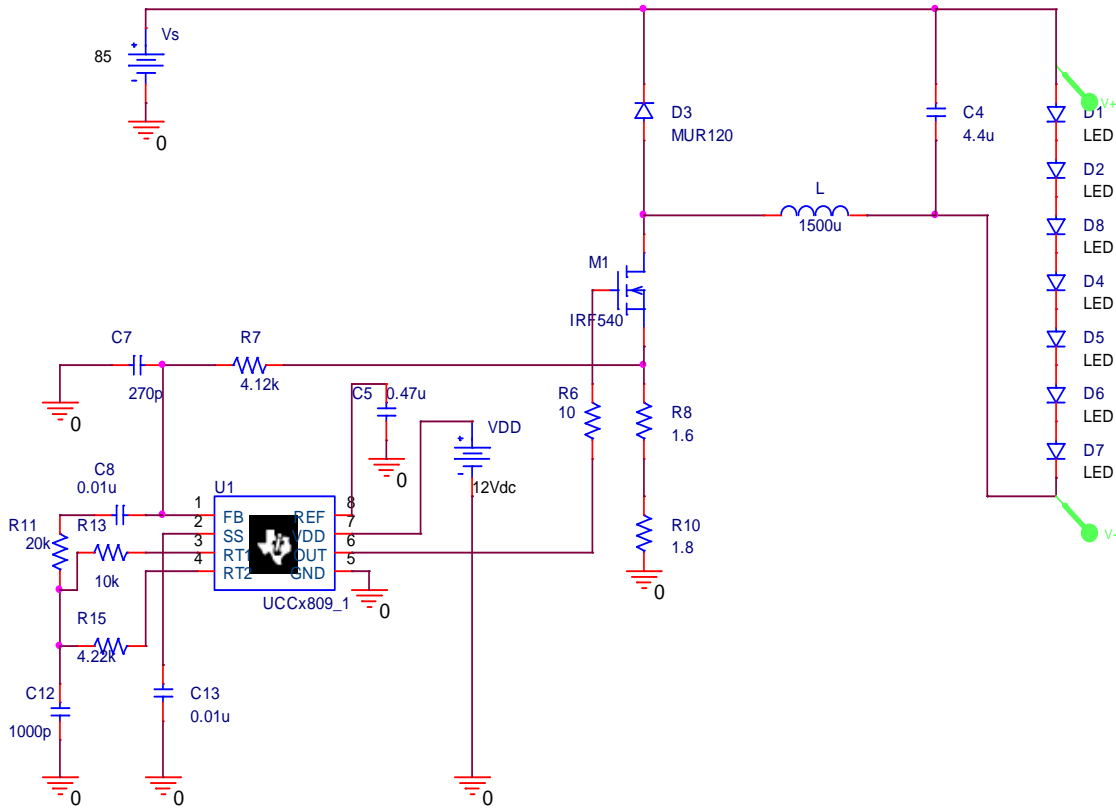 Vs
85
0
D3
MUR120
C4
4.4u
V+
D1
LED
D2
LED
D8
LED
D4
LED
D5
LED
D6
LED
D7
LED
V-
L
1500u
M1
IRF540
C7
270p
0
R7
4.12k
C5 0.47u
0
R6
10
R8
1.6
R10
1.8
0
VDD
12Vdc
0
C8
0.01u
R11
20k
R13
10k
R15
4.22k
C12
1000p
0
C13
0.01u
0
U1
1 FB REF 8
2 SS VDD 7
3 RT1 OUT 6
4 RT2 GND 5
UCCx809_1
0